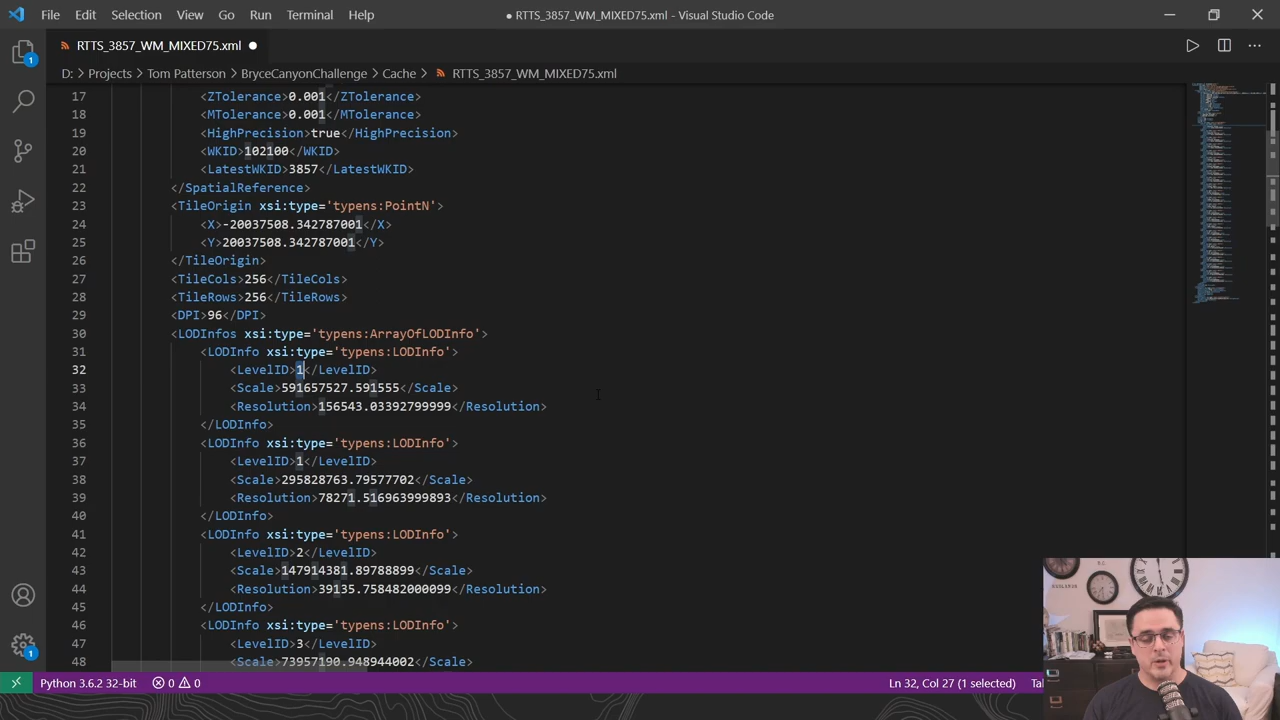 File Edit Selection View Go Run Terminal Help ● RTTS_3857_WM_MIXED75.xml - Visual Studio Code
RTTS_3857_WM_MIXED75.xml
D: > Projects > Tom Patterson > BryceCanyonChallenge > Cache > RTTS_3857_WM_MIXED75.xml
17 <ZTolerance>0.001</ZTolerance>
18 <MTolerance>0.001</MTolerance>
19 <HighPrecision>true</HighPrecision>
20 <WKID>102100</WKID>
21 <LatestWKID>3857</LatestWKID>
22 </SpatialReference>
23 <TileOrigin xsi:type='typens:PointN'>
24 <X>-20037508.342787001</X>
25 <Y>20037508.342787001</Y>
26 </TileOrigin>
27 <TileCols>256</TileCols>
28 <TileRows>256</TileRows>
29 <DPI>96</DPI>
30 <LODInfos xsi:type='typens:ArrayOfLODInfo'>
31 <LODInfo xsi:type='typens:LODInfo'>
32 <LevelID>1</LevelID>
33 <Scale>591657527.591555</Scale>
34 <Resolution>156543.03392799999</Resolution>
35 </LODInfo>
36 <LODInfo xsi:type='typens:LODInfo'>
37 <LevelID>1</LevelID>
38 <Scale>295828763.79577702</Scale>
39 <Resolution>78271.516963999893</Resolution>
40 </LODInfo>
41 <LODInfo xsi:type='typens:LODInfo'>
42 <LevelID>2</LevelID>
43 <Scale>147914381.89788899</Scale>
44 <Resolution>39135.758482000099</Resolution>
45 </LODInfo>
46 <LODInfo xsi:type='typens:LODInfo'>
47 <LevelID>3</LevelID>
48 <Scale>73957190.948944002</Scale>
Python 3.6.2 32-bit 0 0 Ln 32, Col 27 (1 selected)
1
1